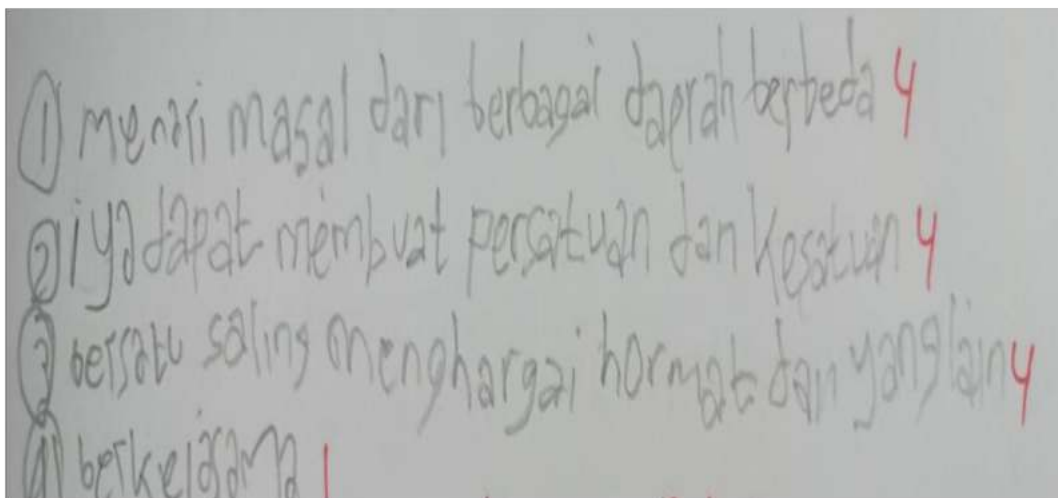 ① menari masal dari berbagai daerah berbeda 4
② iya dapat membuat persatuan dan kesatuan 4
③ bersatu saling menghargai hormat dan yang lain 4
④ berkejasama 1